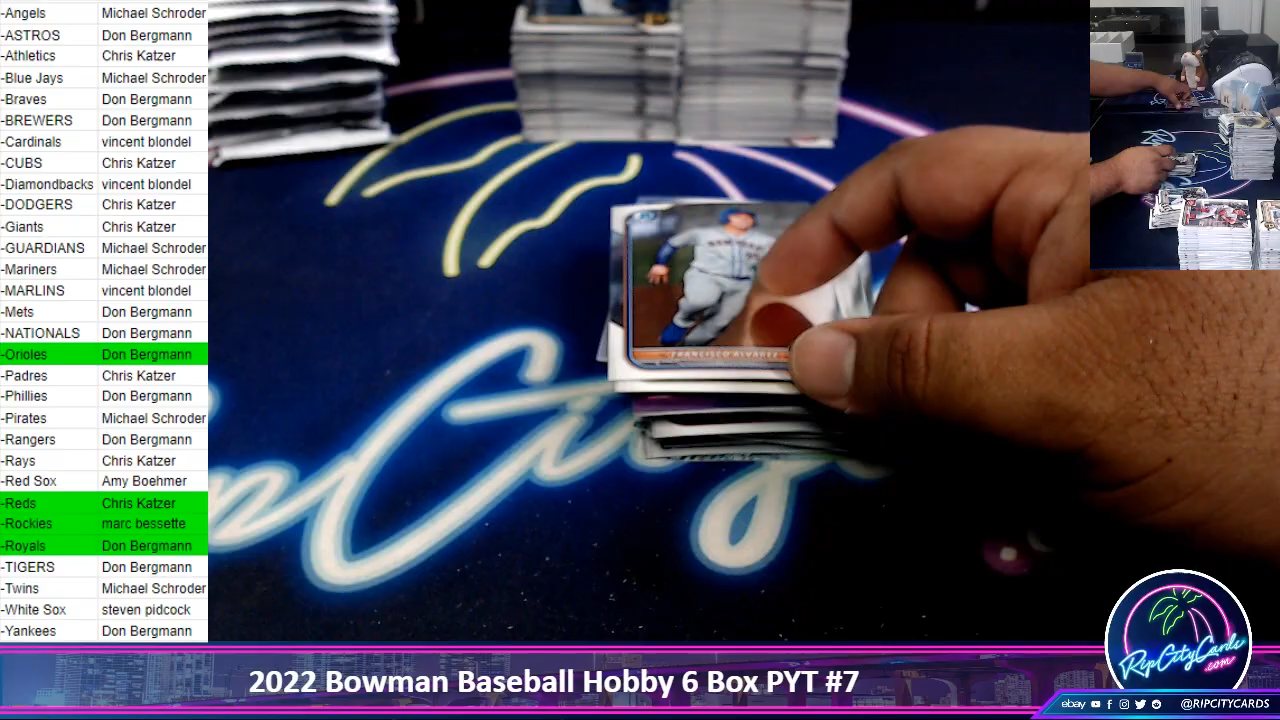 -Angels Michael Schroder
-ASTROS Don Bergmann
-Athletics Chris Katzer
-Blue Jays Michael Schroder
-Braves Don Bergmann
-BREWERS Don Bergmann
-Cardinals vincent blondel
-CUBS Chris Katzer
-Diamondbacks vincent blondel
-DODGERS Chris Katzer
-Giants Chris Katzer
-GUARDIANS Michael Schroder
-Mariners Michael Schroder
-MARLINS vincent blondel
-Mets Don Bergmann
-NATIONALS Don Bergmann
-Orioles Don Bergmann
-Padres Chris Katzer
-Phillies Don Bergmann
-Pirates Michael Schroder
-Rangers Don Bergmann
-Rays Chris Katzer
-Red Sox Amy Boehmer
-Reds Chris Katzer
-Rockies marc bessette
-Royals Don Bergmann
-TIGERS Don Bergmann
-Twins Michael Schroder
-White Sox steven pidcock
-Yankees Don Bergmann
FRANCISCO ALVAREZ
2022 Bowman Baseball Hobby 6 Box PYT #7
RipCityCards
.com
ebay @RIPCITYCARDS